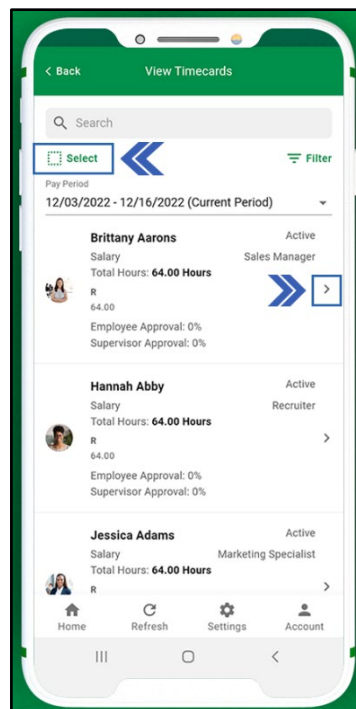 < Back View Timecards
Search
Select Filter
Pay Period
12/03/2022 - 12/16/2022 (Current Period)
Brittany Aarons Active
Salary Sales Manager
Total Hours: 64.00 Hours
R
64.00
Employee Approval: 0%
Supervisor Approval: 0%
Hannah Abby Active
Salary Recruiter
Total Hours: 64.00 Hours
R
64.00
Employee Approval: 0%
Supervisor Approval: 0%
Jessica Adams Active
Salary Marketing Specialist
Total Hours: 64.00 Hours
R
Home Refresh Settings Account